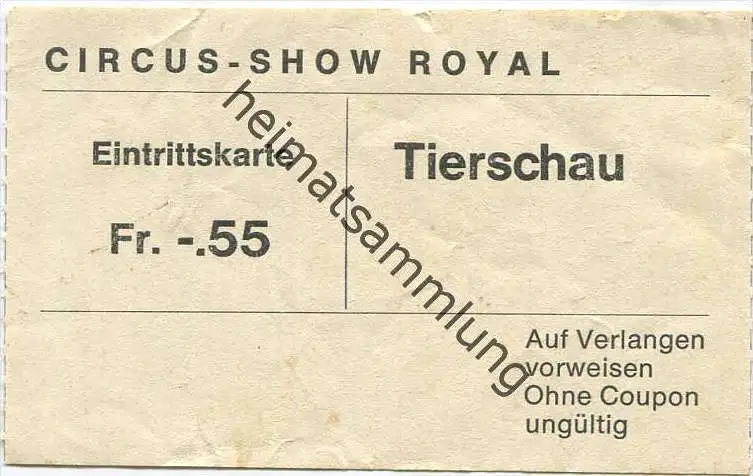 CIRCUS-SHOW ROYAL
Eintrittskarte
Fr. -.55
Tierschau
Auf Verlangen
vorweisen
Ohne Coupon
ungültig
heimatsammlung